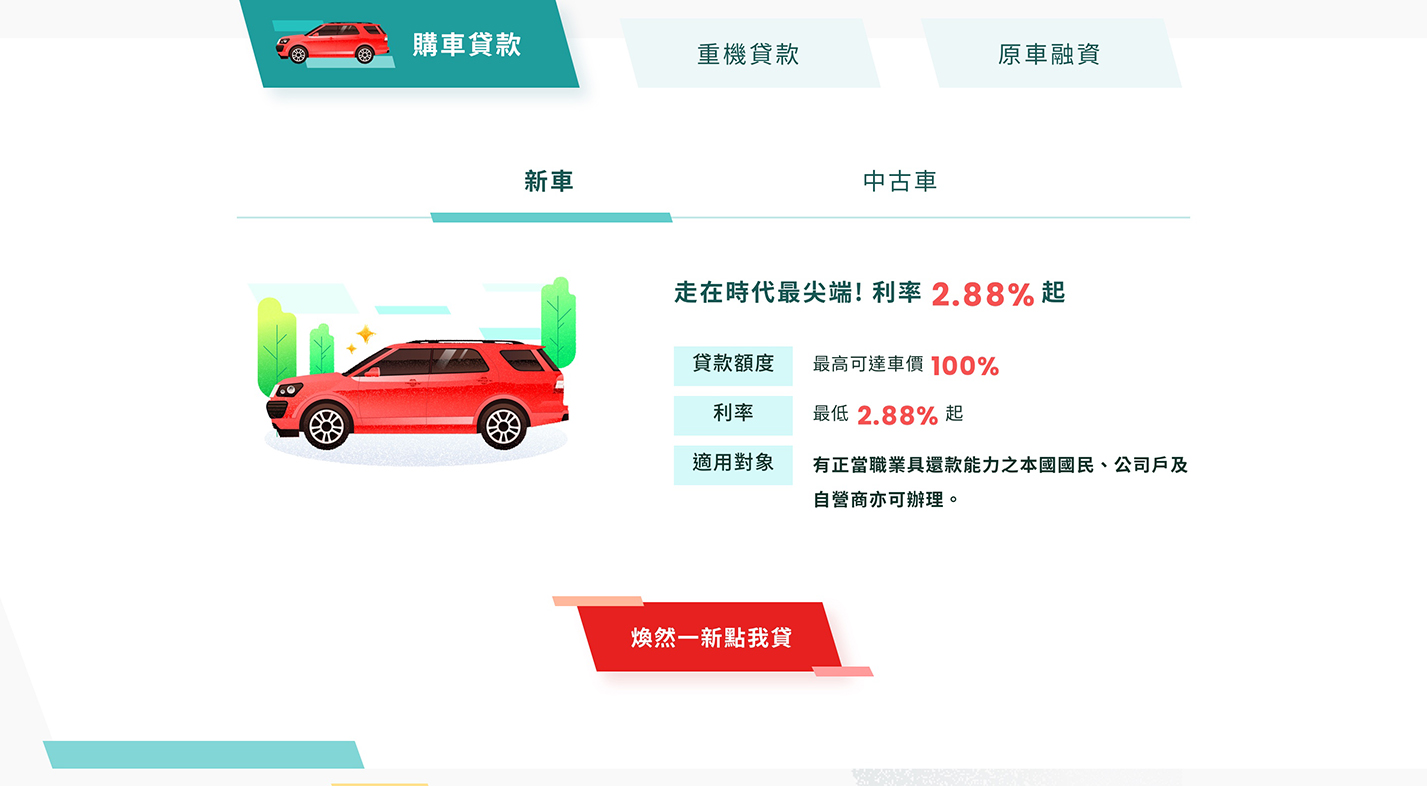 購車貸款
重機貸款
原車融資
新車
中古車
走在時代最尖端! 利率 2.88% 起
貸款額度
最高可達車價 100%
利率
最低 2.88% 起
適用對象
有正當職業具還款能力之本國國民、公司戶及
自營商亦可辦理。
煥然一新點我貸